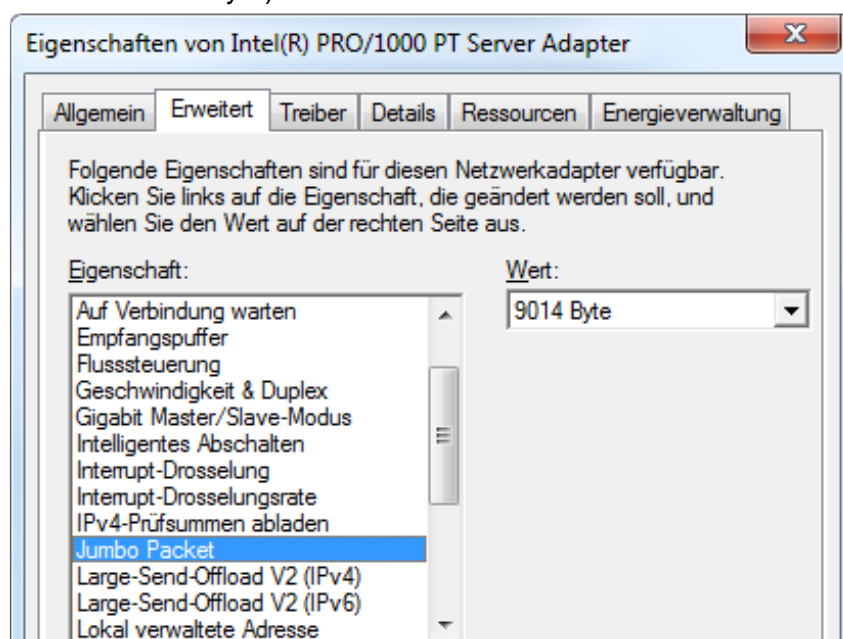 Eigenschaften von Intel(R) PRO/1000 PT Server Adapter
Allgemein Erweitert Treiber Details Ressourcen Energieverwaltung
Folgende Eigenschaften sind für diesen Netzwerkadapter verfügbar.
Klicken Sie links auf die Eigenschaft, die geändert werden soll, und
wählen Sie den Wert auf der rechten Seite aus.
Eigenschaft: Wert:
9014 Byte
Auf Verbindung warten
Empfangspuffer
Flusssteuerung
Geschwindigkeit & Duplex
Gigabit Master/Slave-Modus
Intelligentes Abschalten
Interrupt-Drosselung
Interrupt-Drosselungsrate
IPv4-Prüfsummen abladen
Jumbo Packet
Large-Send-Offload V2 (IPv4)
Large-Send-Offload V2 (IPv6)
Lokal verwaltete Adresse